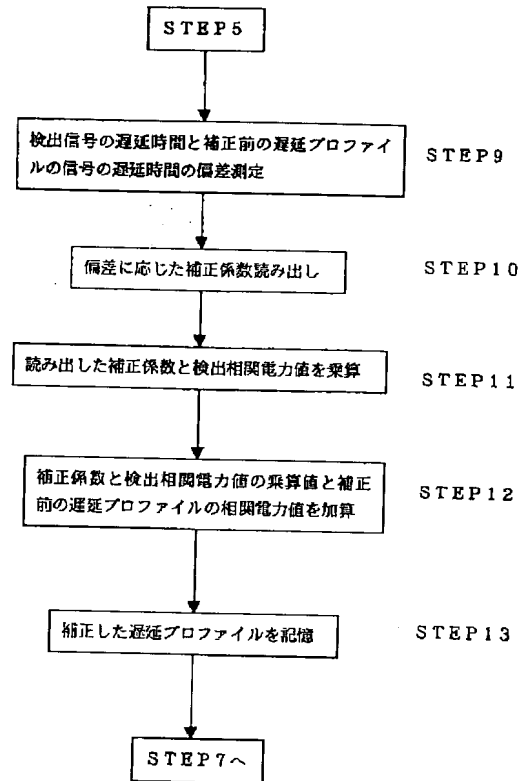 STEP5
検出信号の遅延時間と補正前の遅延プロファイ
ルの信号の遅延時間の偏差測定
STEP9
偏差に応じた補正係数読み出し
STEP10
読み出した補正係数と検出相関電力値を乗算
STEP11
補正係数と検出相関電力値の乗算値と補正
前の遅延プロファイルの相関電力値を加算
STEP12
補正した遅延プロファイルを記憶
STEP13
STEP7へ